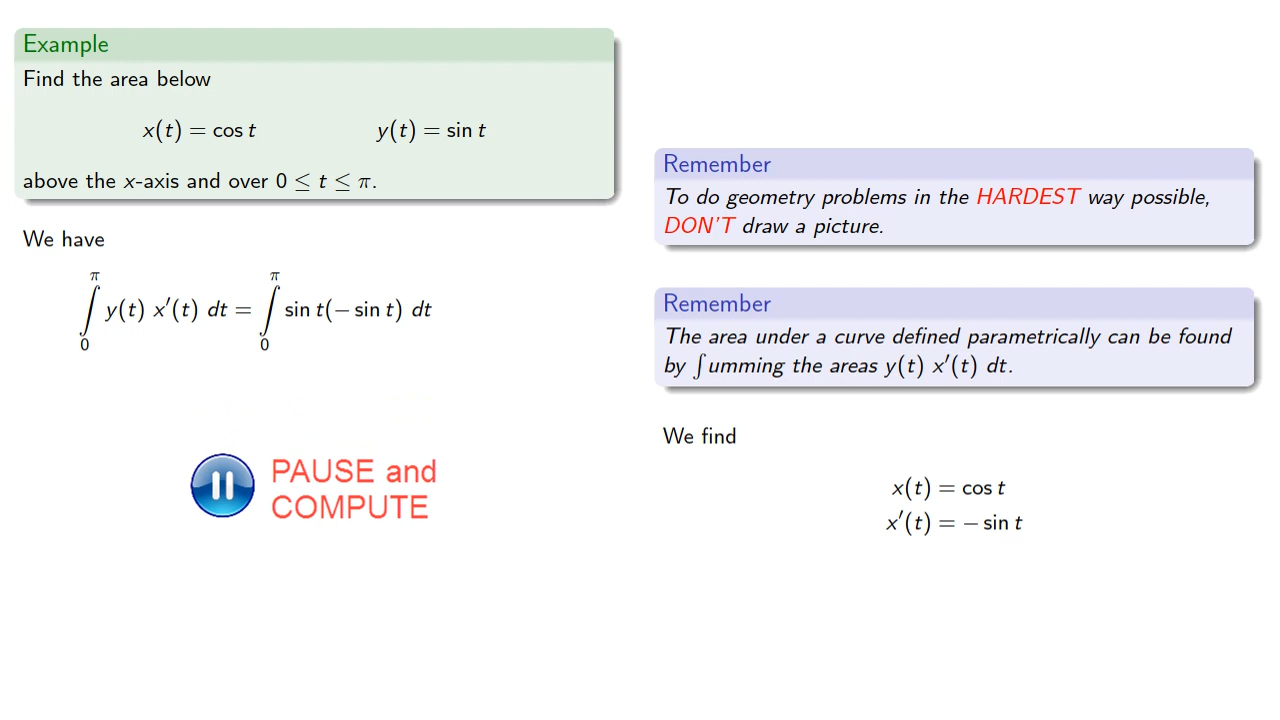 Example
Find the area below
x(t) = cos t y(t) = sin t
above the x-axis and over 0 ≤ t ≤ π.
We have
∫₀^π y(t) x′(t) dt = ∫₀^π sin t(− sin t) dt
PAUSE and
COMPUTE
Remember
To do geometry problems in the HARDEST way possible,
DON'T draw a picture.
Remember
The area under a curve defined parametrically can be found
by ∫umming the areas y(t) x′(t) dt.
We find
x(t) = cos t
x′(t) = − sin t